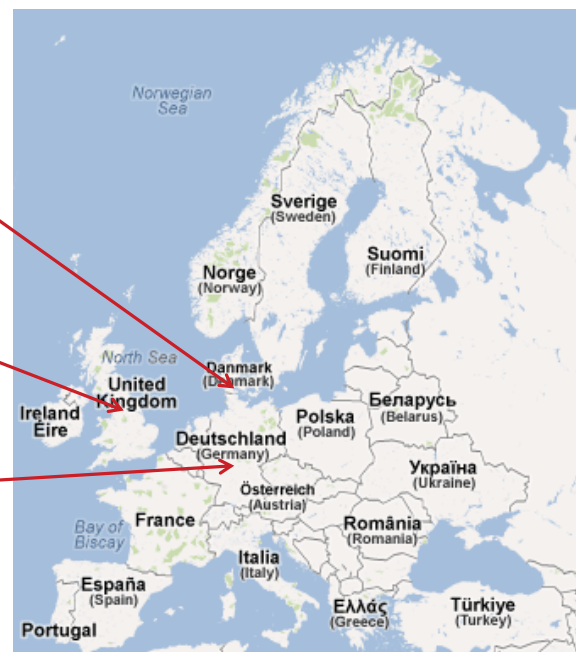 Norwegian
Sea
Sverige
(Sweden)
Suomi
(Finland)
Norge
(Norway)
North Sea
Danmark
(Denmark)
United
Kingdom
Ireland
Éire
Беларусь
(Belarus)
Polska
(Poland)
Deutschland
(Germany)
Україна
(Ukraine)
Österreich
(Austria)
France
România
(Romania)
Bay of
Biscay
Italia
(Italy)
España
(Spain)
Ελλάς
(Greece)
Türkiye
(Turkey)
Portugal